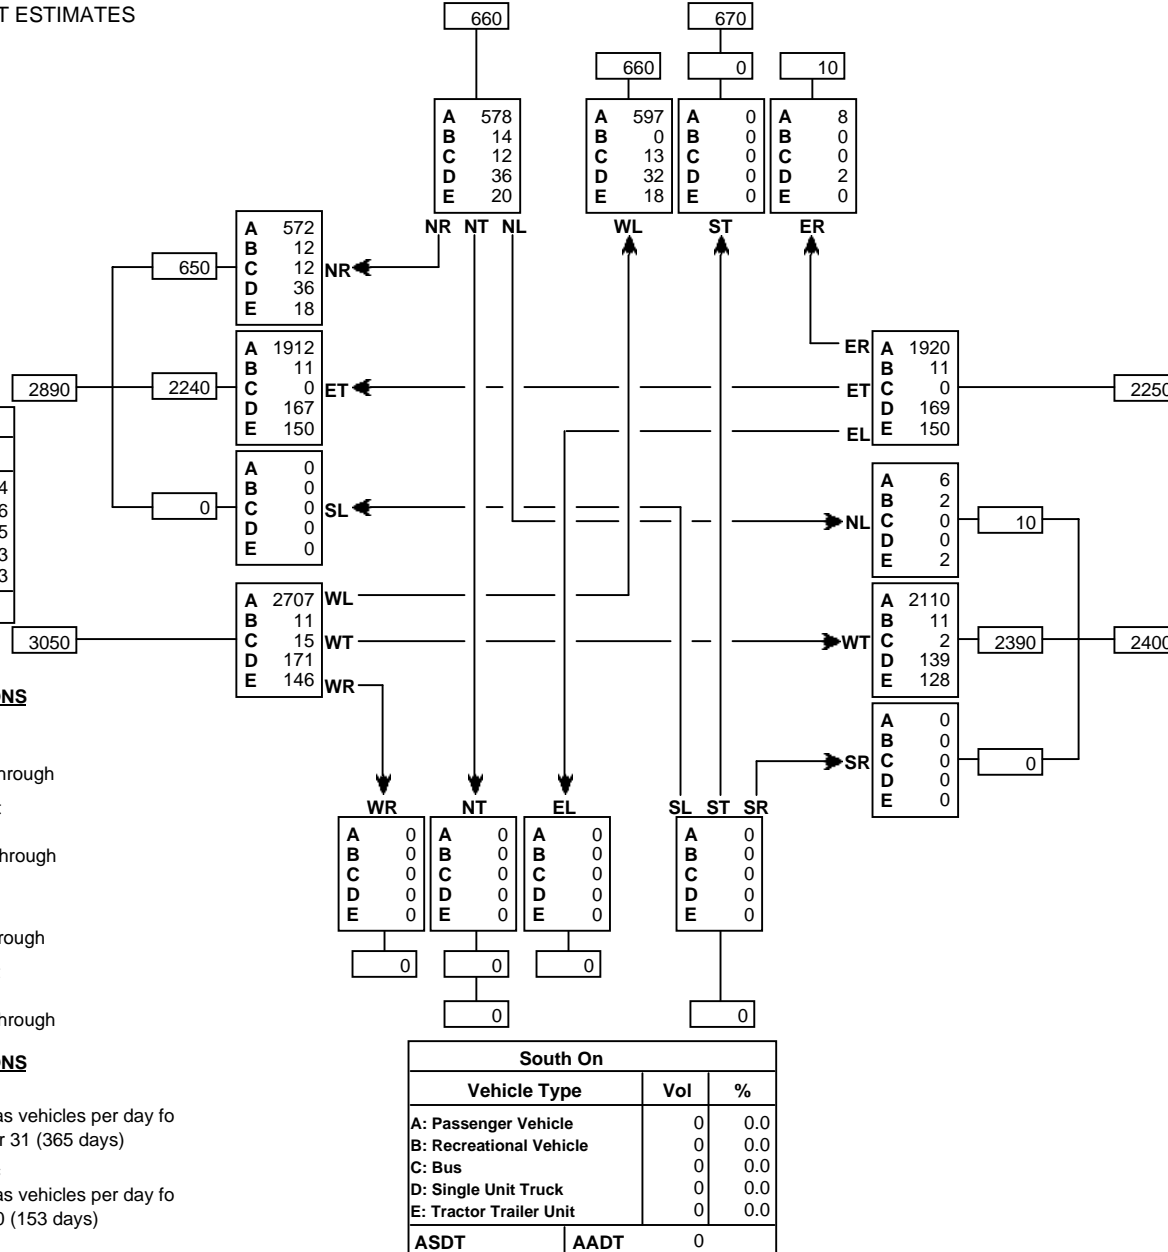 T ESTIMATES
660
670
660
0
10
A 578
B 14
C 12
D 36
E 20
A 597
B 0
C 13
D 32
E 18
A 0
B 0
C 0
D 0
E 0
A 8
B 0
C 0
D 2
E 0
NR NT NL
WL
ST
ER
650
A 572
B 12
C 12
D 36
E 18
NR
2890
2240
A 1912
B 11
C 0
D 167
E 150
ET
ER
ET
EL
A 1920
B 11
C 0
D 169
E 150
2250
0
A 0
B 0
C 0
D 0
E 0
SL
NL
A 6
B 2
C 0
D 0
E 2
10
4
6
5
3
3
3050
A 2707
B 11
C 15
D 171
E 146
WL
WT
WR
WT
A 2110
B 11
C 2
D 139
E 128
2390
2400
SR
A 0
B 0
C 0
D 0
E 0
0
NS
hrough
hrough
rough
hrough
NS
as vehicles per day fo
r 31 (365 days)
as vehicles per day fo
0 (153 days)
WR
NT
EL
SL ST SR
A 0
B 0
C 0
D 0
E 0
A 0
B 0
C 0
D 0
E 0
A 0
B 0
C 0
D 0
E 0
A 0
B 0
C 0
D 0
E 0
0
0
0
0
0
South On
Vehicle Type Vol %
A: Passenger Vehicle 0 0.0
B: Recreational Vehicle 0 0.0
C: Bus 0 0.0
D: Single Unit Truck 0 0.0
E: Tractor Trailer Unit 0 0.0
ASDT AADT 0